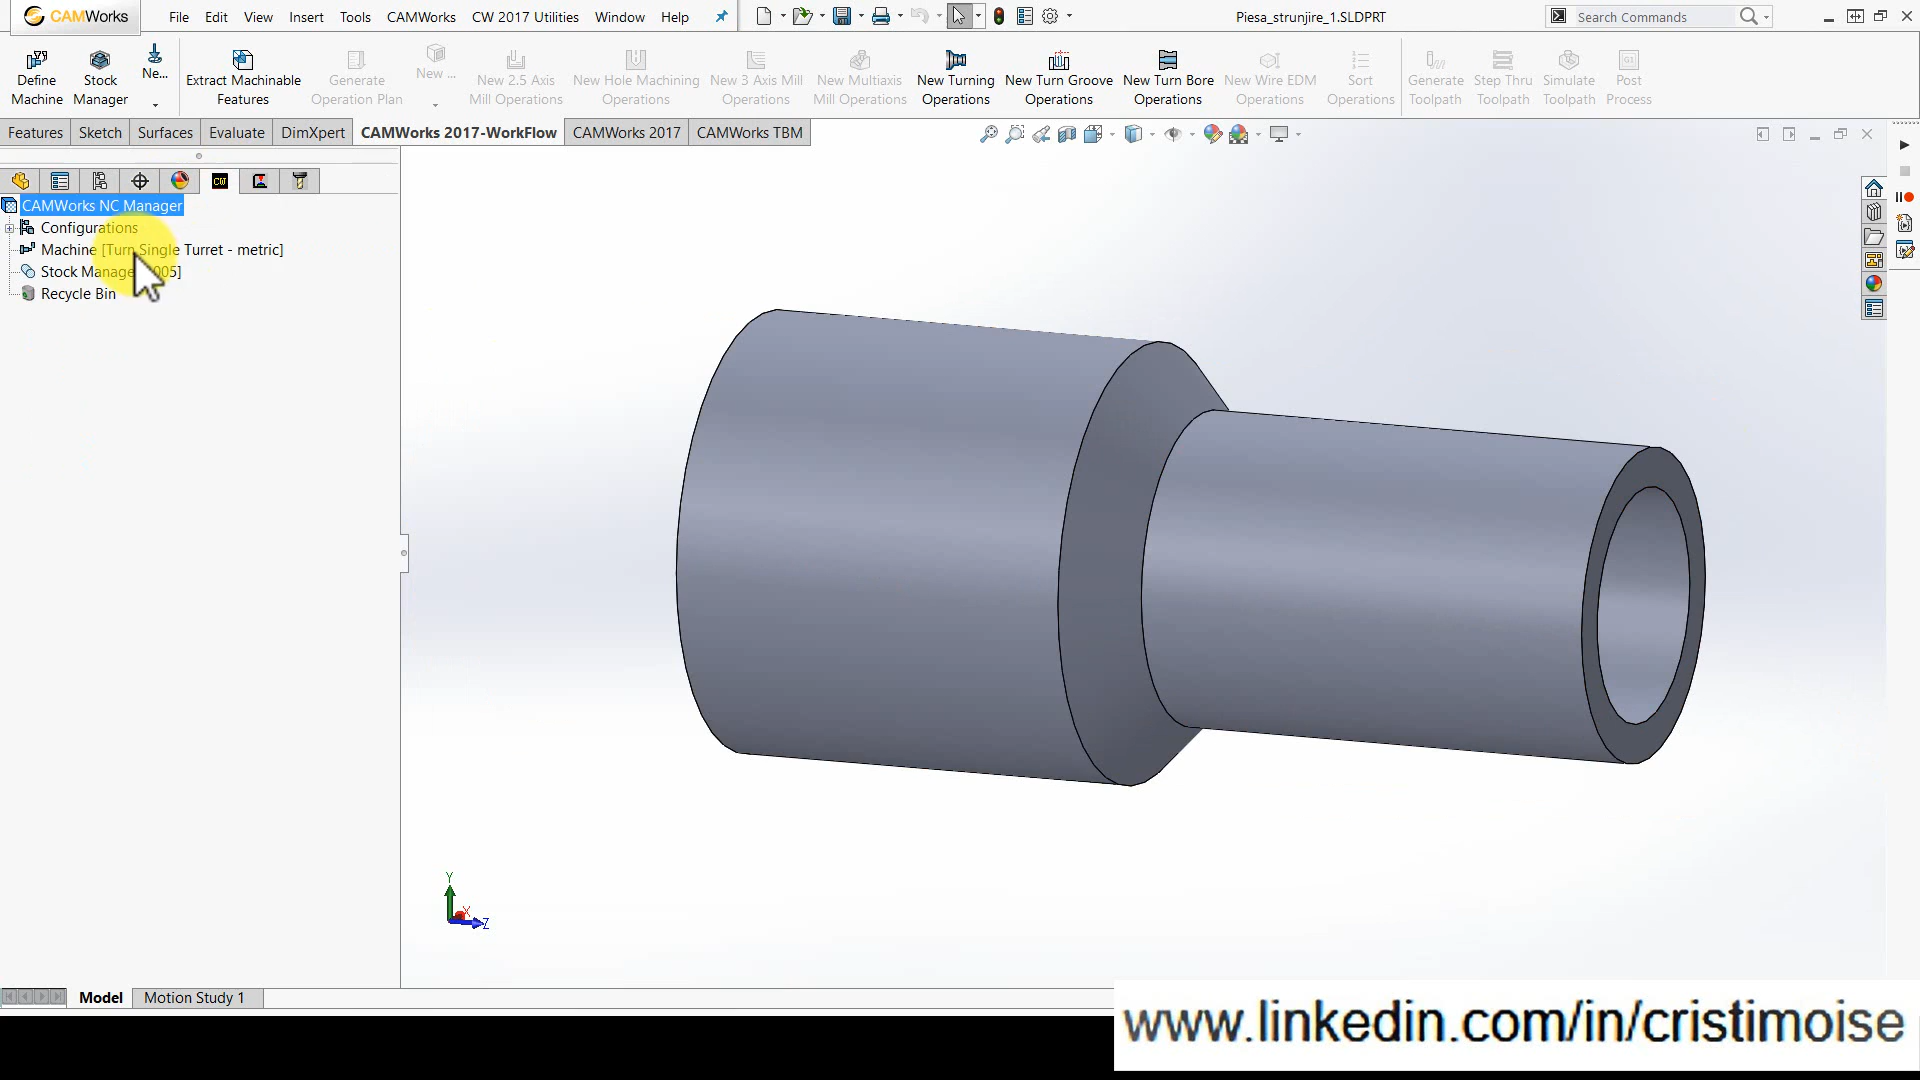 CAMWorks File Edit View Insert Tools CAMWorks CW 2017 Utilities Window Help Piesa_strunjire_1.SLDPRT Search Commands
Define Machine
Stock Manager
Ne...
Extract Machinable Features
Generate Operation Plan
New ...
New 2.5 Axis Mill Operations
New Hole Machining Operations
New 3 Axis Mill Operations
New Multiaxis Mill Operations
New Turning Operations
New Turn Groove Operations
New Turn Bore Operations
New Wire EDM Operations
Sort Operations
Generate Toolpath
Step Thru Toolpath
Simulate Toolpath
Post Process
Features Sketch Surfaces Evaluate DimXpert CAMWorks 2017-WorkFlow CAMWorks 2017 CAMWorks TBM
CAMWorks NC Manager
Configurations
Machine [Turn Single Turret - metric]
Stock Manage 005]
Recycle Bin
Y
X
Z
Model Motion Study 1
www.linkedin.com/in/cristimoise